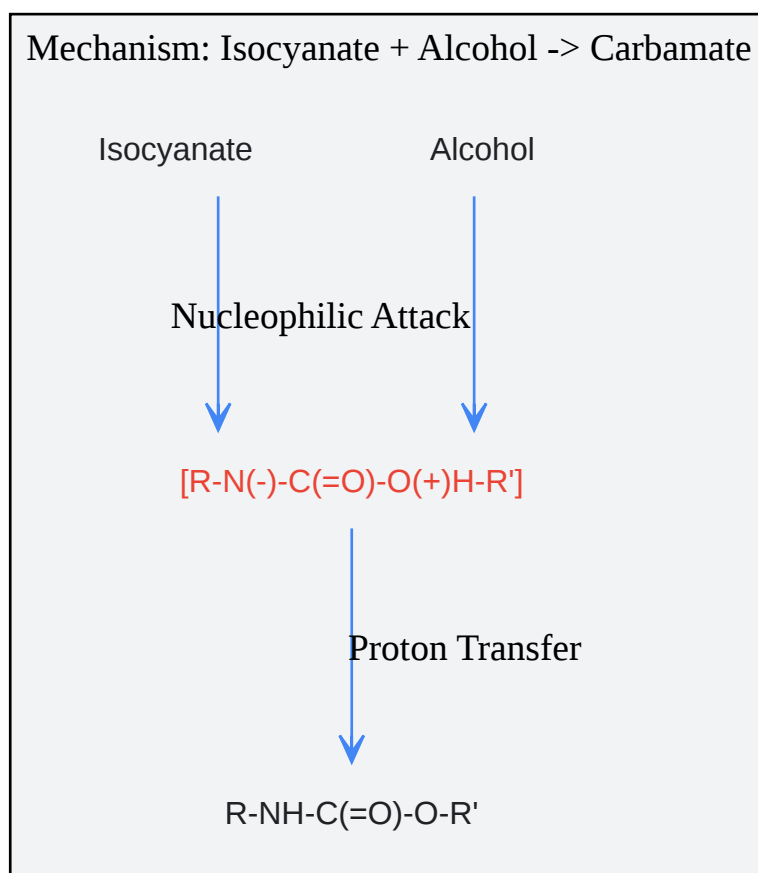 Mechanism: Isocyanate + Alcohol -> Carbamate
Isocyanate
Alcohol
Nucleophilic Attack
[R-N(-)-C(=O)-O(+)H-R']
Proton Transfer
R-NH-C(=O)-O-R'